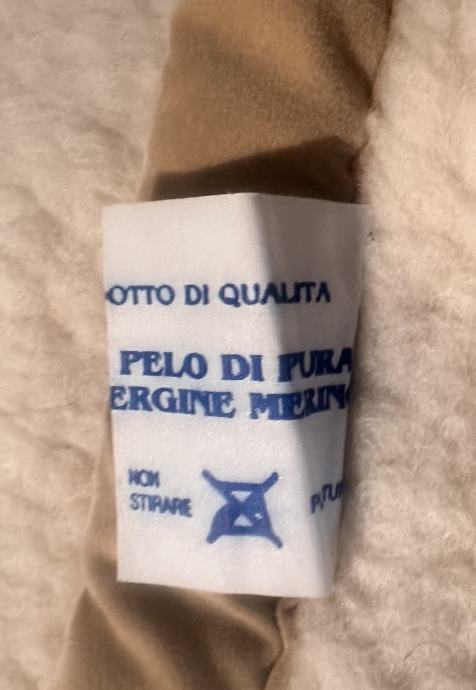 OTTO DI QUALITA
PELO DI PURA
ERGINE MERIN
NON
STIRARE